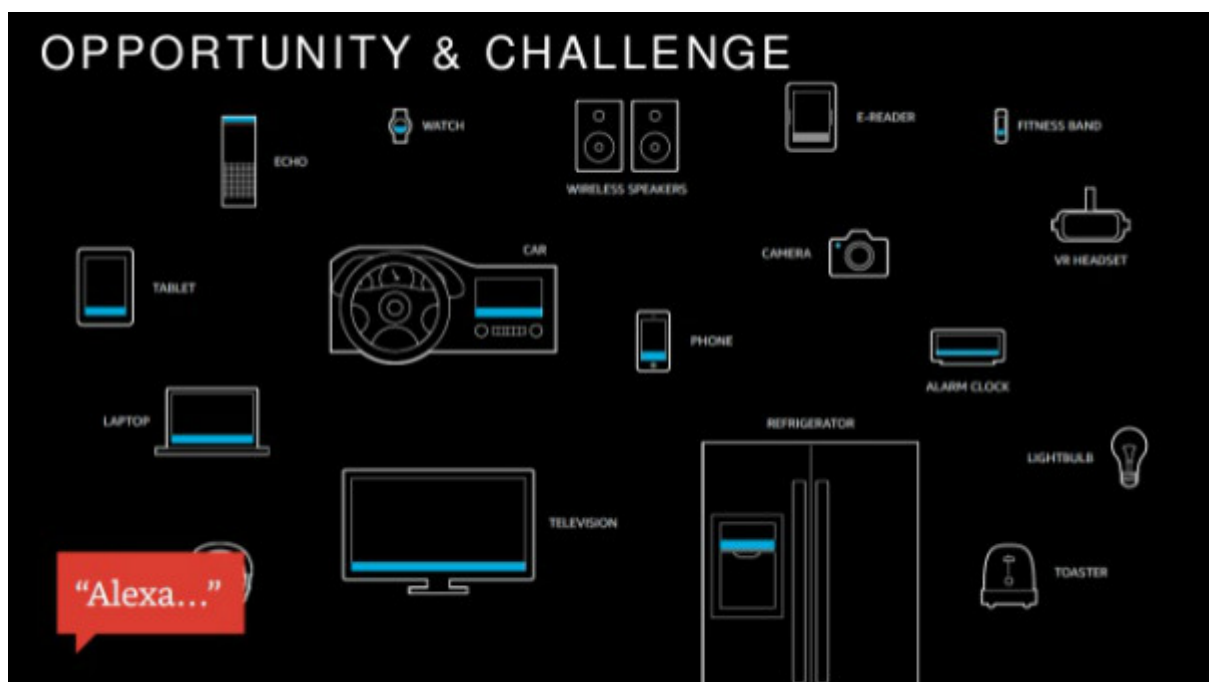 OPPORTUNITY & CHALLENGE
WATCH
E-READER
FITNESS BAND
ECHO
WIRELESS SPEAKERS
CAR
CAMERA
VR HEADSET
TABLET
PHONE
ALARM CLOCK
LAPTOP
REFRIGERATOR
LIGHTBULB
TELEVISION
TOASTER
“Alexa...”